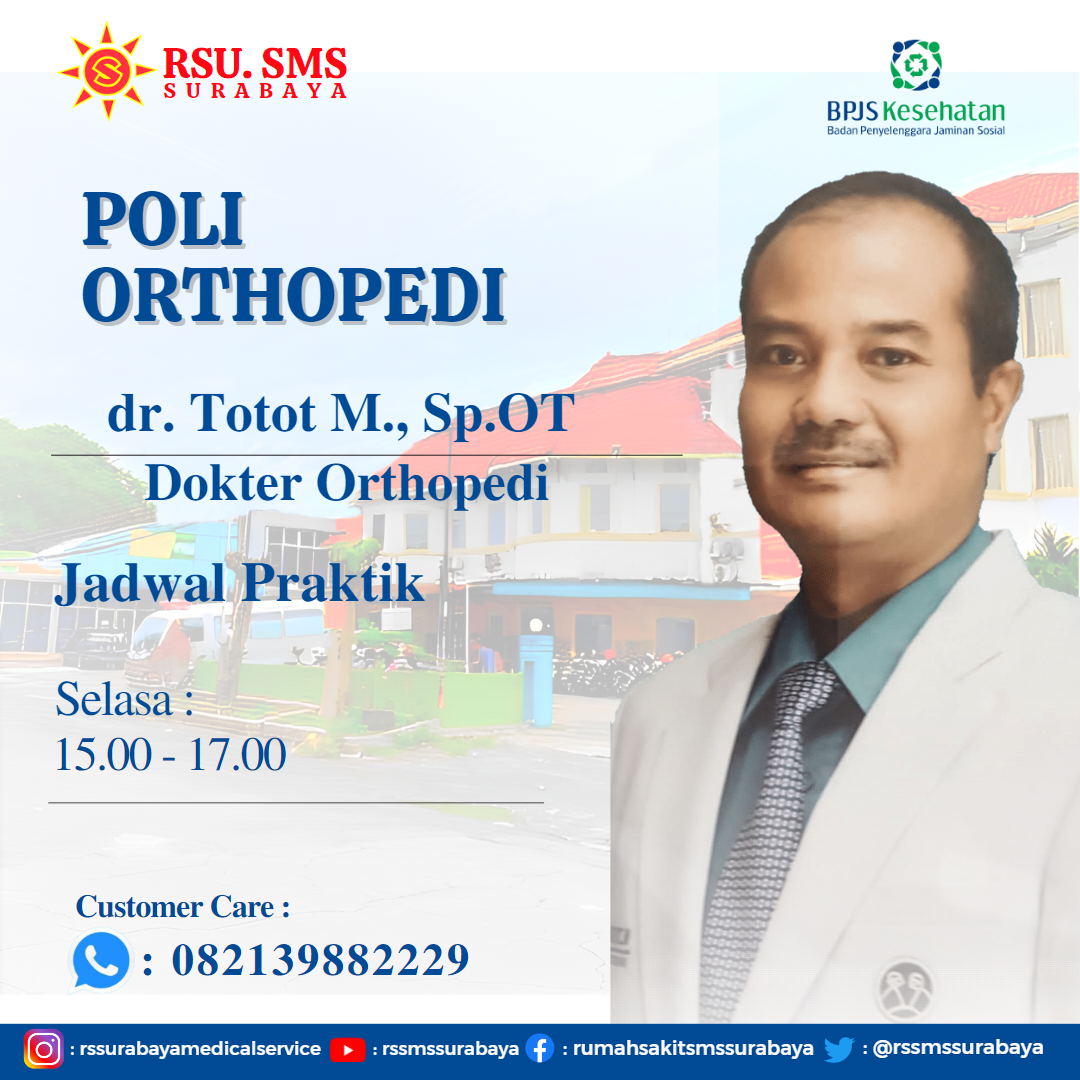 RSU. SMS
SURABAYA
BPJS Kesehatan
Badan Penyelenggara Jaminan Sosial
POLI
ORTHOPEDI
dr. Totot M., Sp.OT
Dokter Orthopedi
Jadwal Praktik
Selasa :
15.00 - 17.00
Customer Care :
: 082139882229
: rssurabayamedicalservice : rssmssurabaya : rumahsakitsmssurabaya : @rssmssurabaya